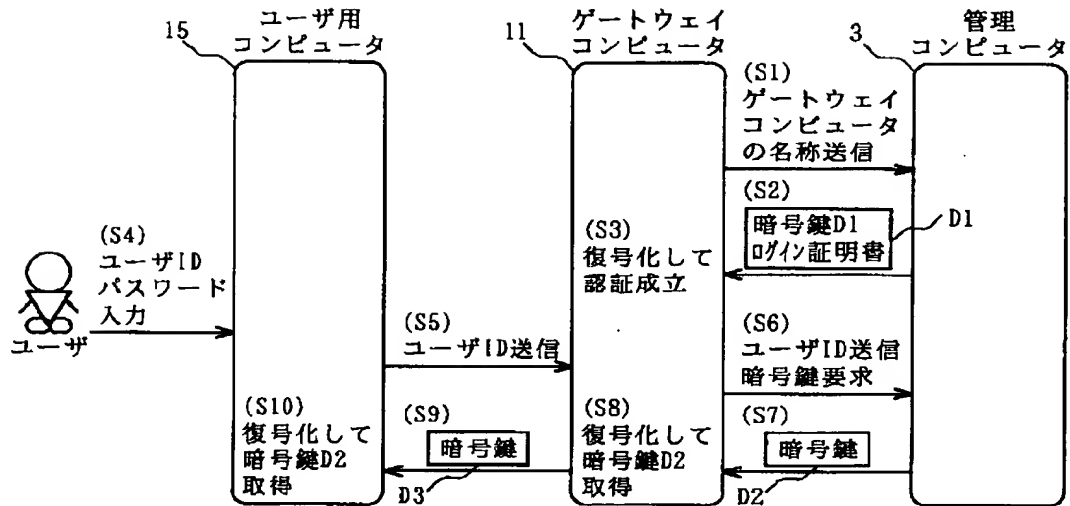 15
ユーザ用
コンピュータ
11
ゲートウェイ
コンピュータ
3
管理
コンピュータ
(S1)
ゲートウェイ
コンピュータ
の名称送信
(S2)
暗号鍵D1
ログイン証明書
D1
(S3)
復号化して
認証成立
(S4)
ユーザID
パスワード
入力
ユーザ
(S5)
ユーザID送信
(S6)
ユーザID送信
暗号鍵要求
(S7)
暗号鍵
D2
(S8)
復号化して
暗号鍵D2
取得
(S9)
暗号鍵
D3
(S10)
復号化して
暗号鍵D2
取得